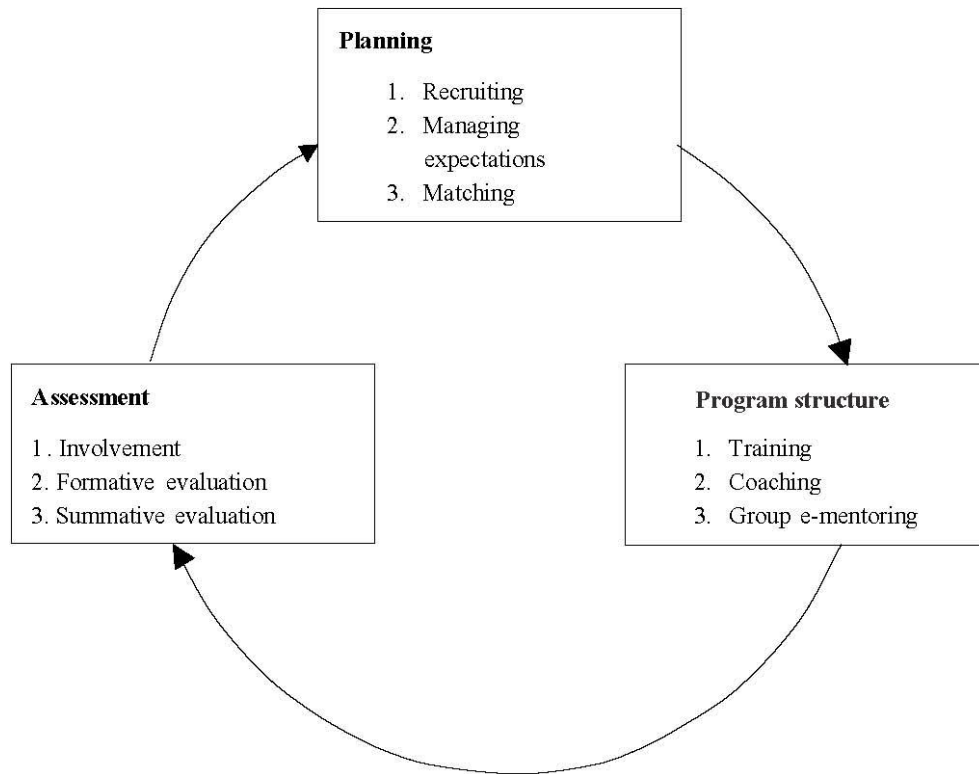 Planning
1. Recruiting
2. Managing
expectations
3. Matching
Assessment
1. Involvement
2. Formative evaluation
3. Summative evaluation
Program structure
1. Training
2. Coaching
3. Group e-mentoring